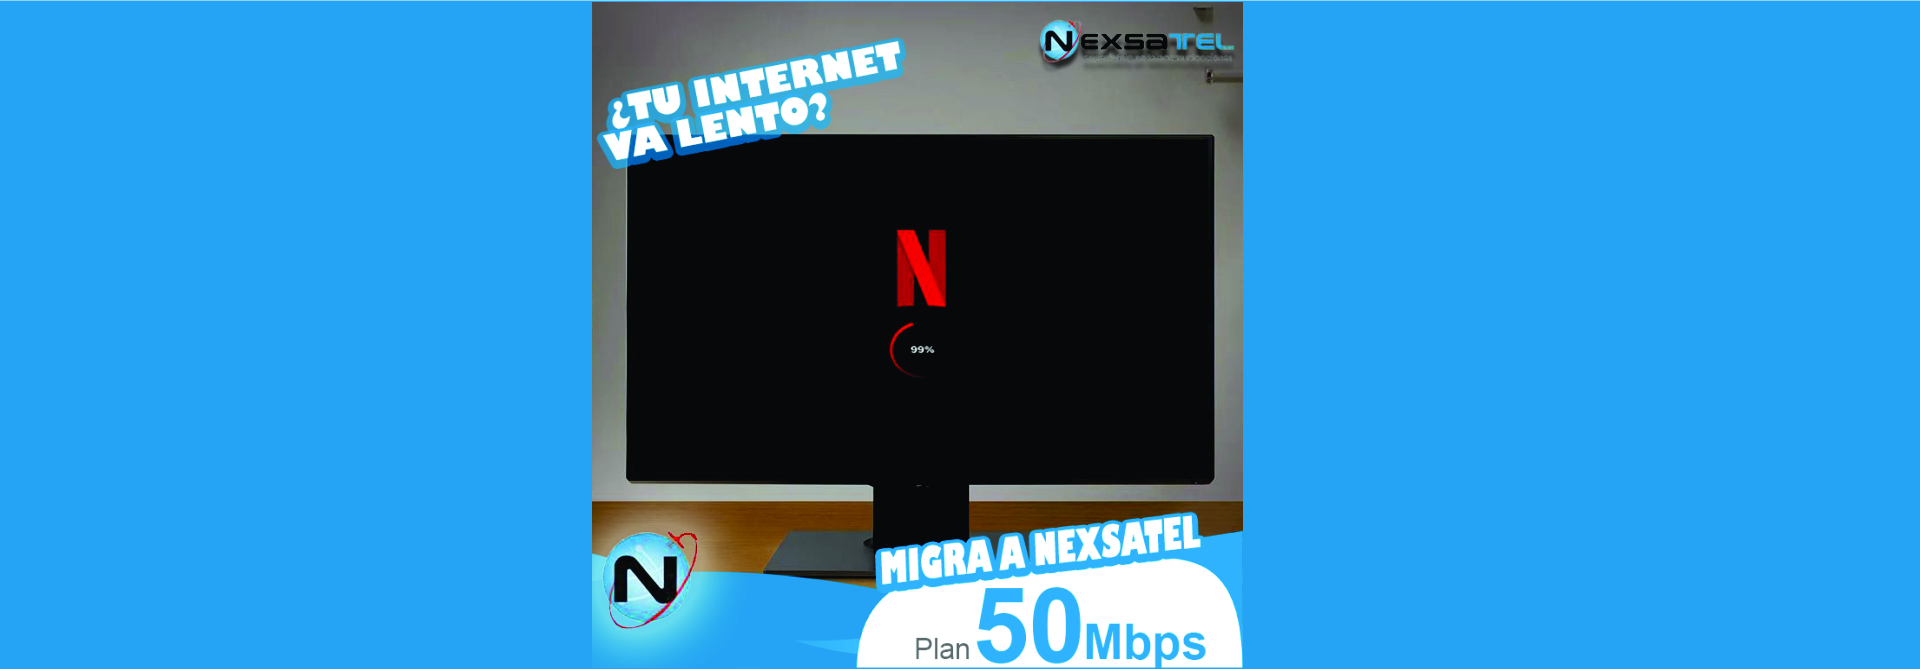 NEXSATEL
¿TU INTERNET
VA LENTO?
N
99%
N
MIGRA A NEXSATEL
Plan 50Mbps